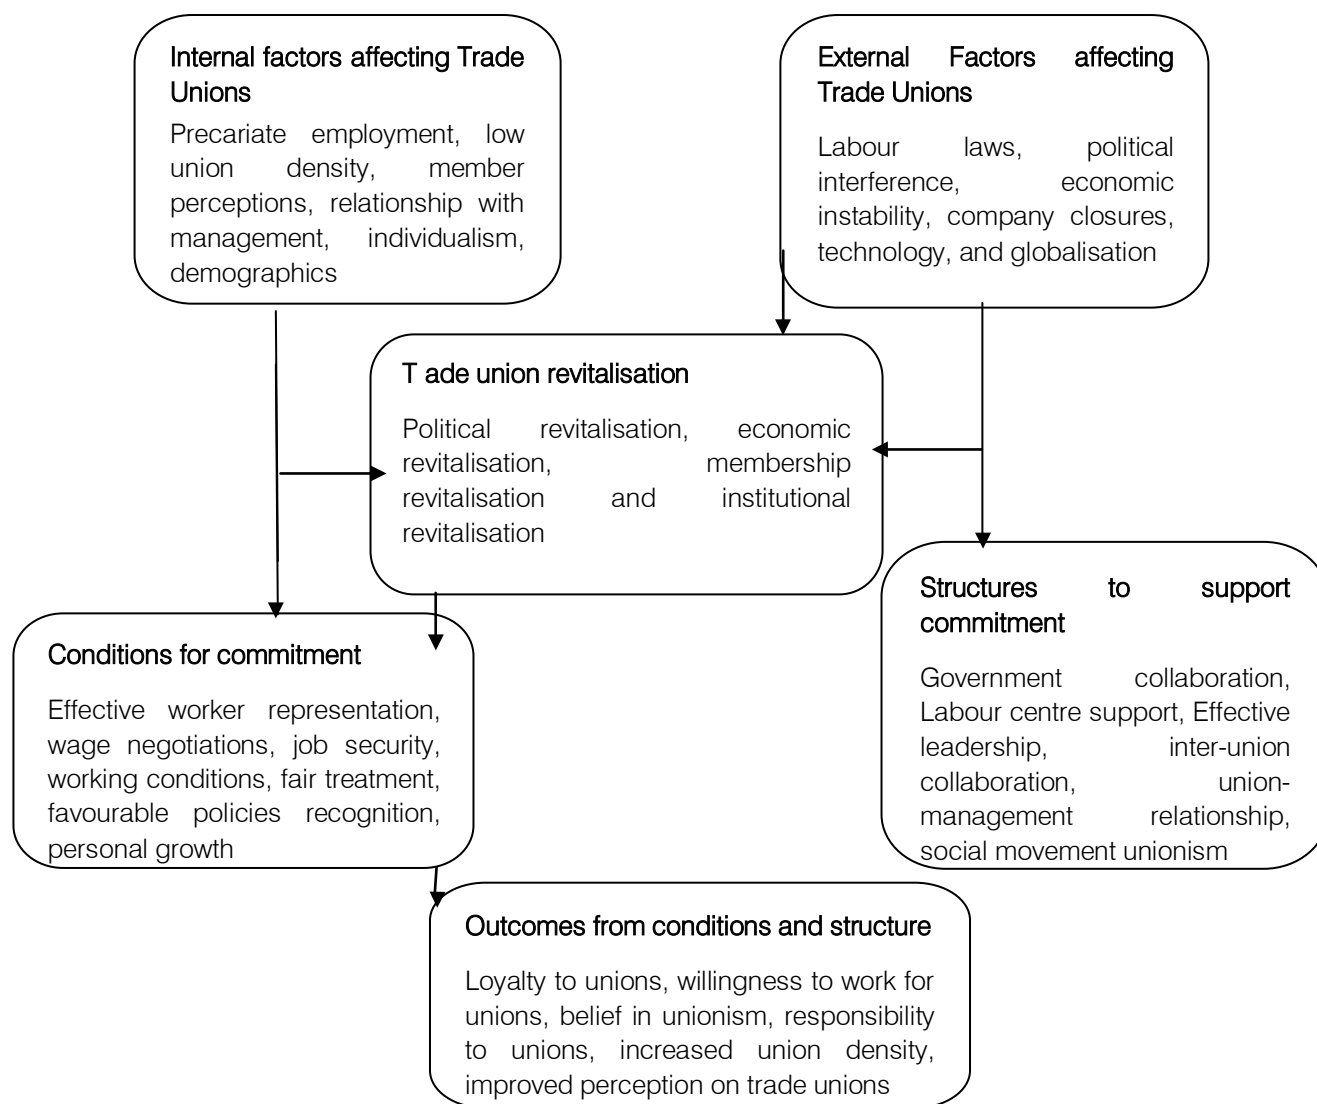 Internal factors affecting Trade
Unions
Precariate employment, low
union density, member
perceptions, relationship with
management, individualism,
demographics
External Factors affecting
Trade Unions
Labour laws, political
interference, economic
instability, company closures,
technology, and globalisation
T ade union revitalisation
Political revitalisation, economic
revitalisation, membership
revitalisation and institutional
revitalisation
Conditions for commitment
Effective worker representation,
wage negotiations, job security,
working conditions, fair treatment,
favourable policies recognition,
personal growth
Structures to support
commitment
Government collaboration,
Labour centre support, Effective
leadership, inter-union
collaboration, union-
management relationship,
social movement unionism
Outcomes from conditions and structure
Loyalty to unions, willingness to work for
unions, belief in unionism, responsibility
to unions, increased union density,
improved perception on trade unions